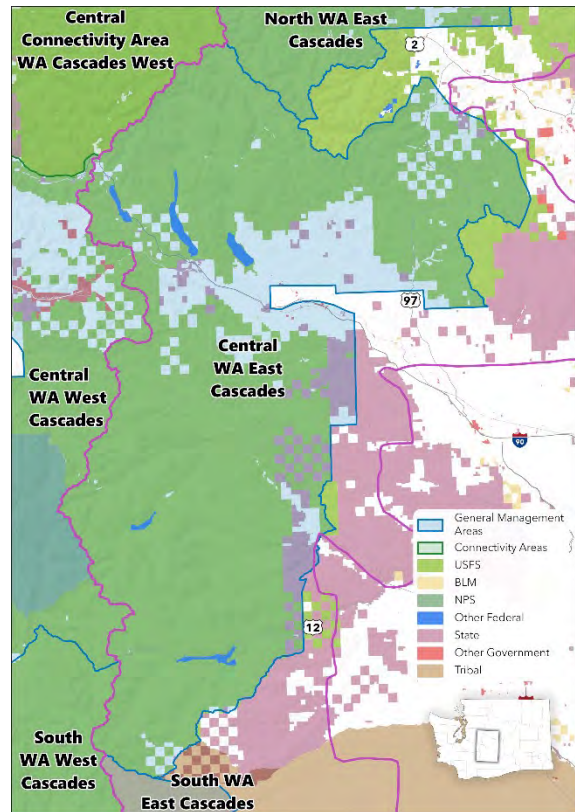 Central
Connectivity Area
WA Cascades West
North WA East
Cascades
2
97
Central
WA East
Cascades
Central
WA West
Cascades
90
General Management
Areas
Connectivity Areas
USFS
BLM
NPS
Other Federal
State
Other Government
Tribal
12
South
WA West
Cascades
South WA
East Cascades